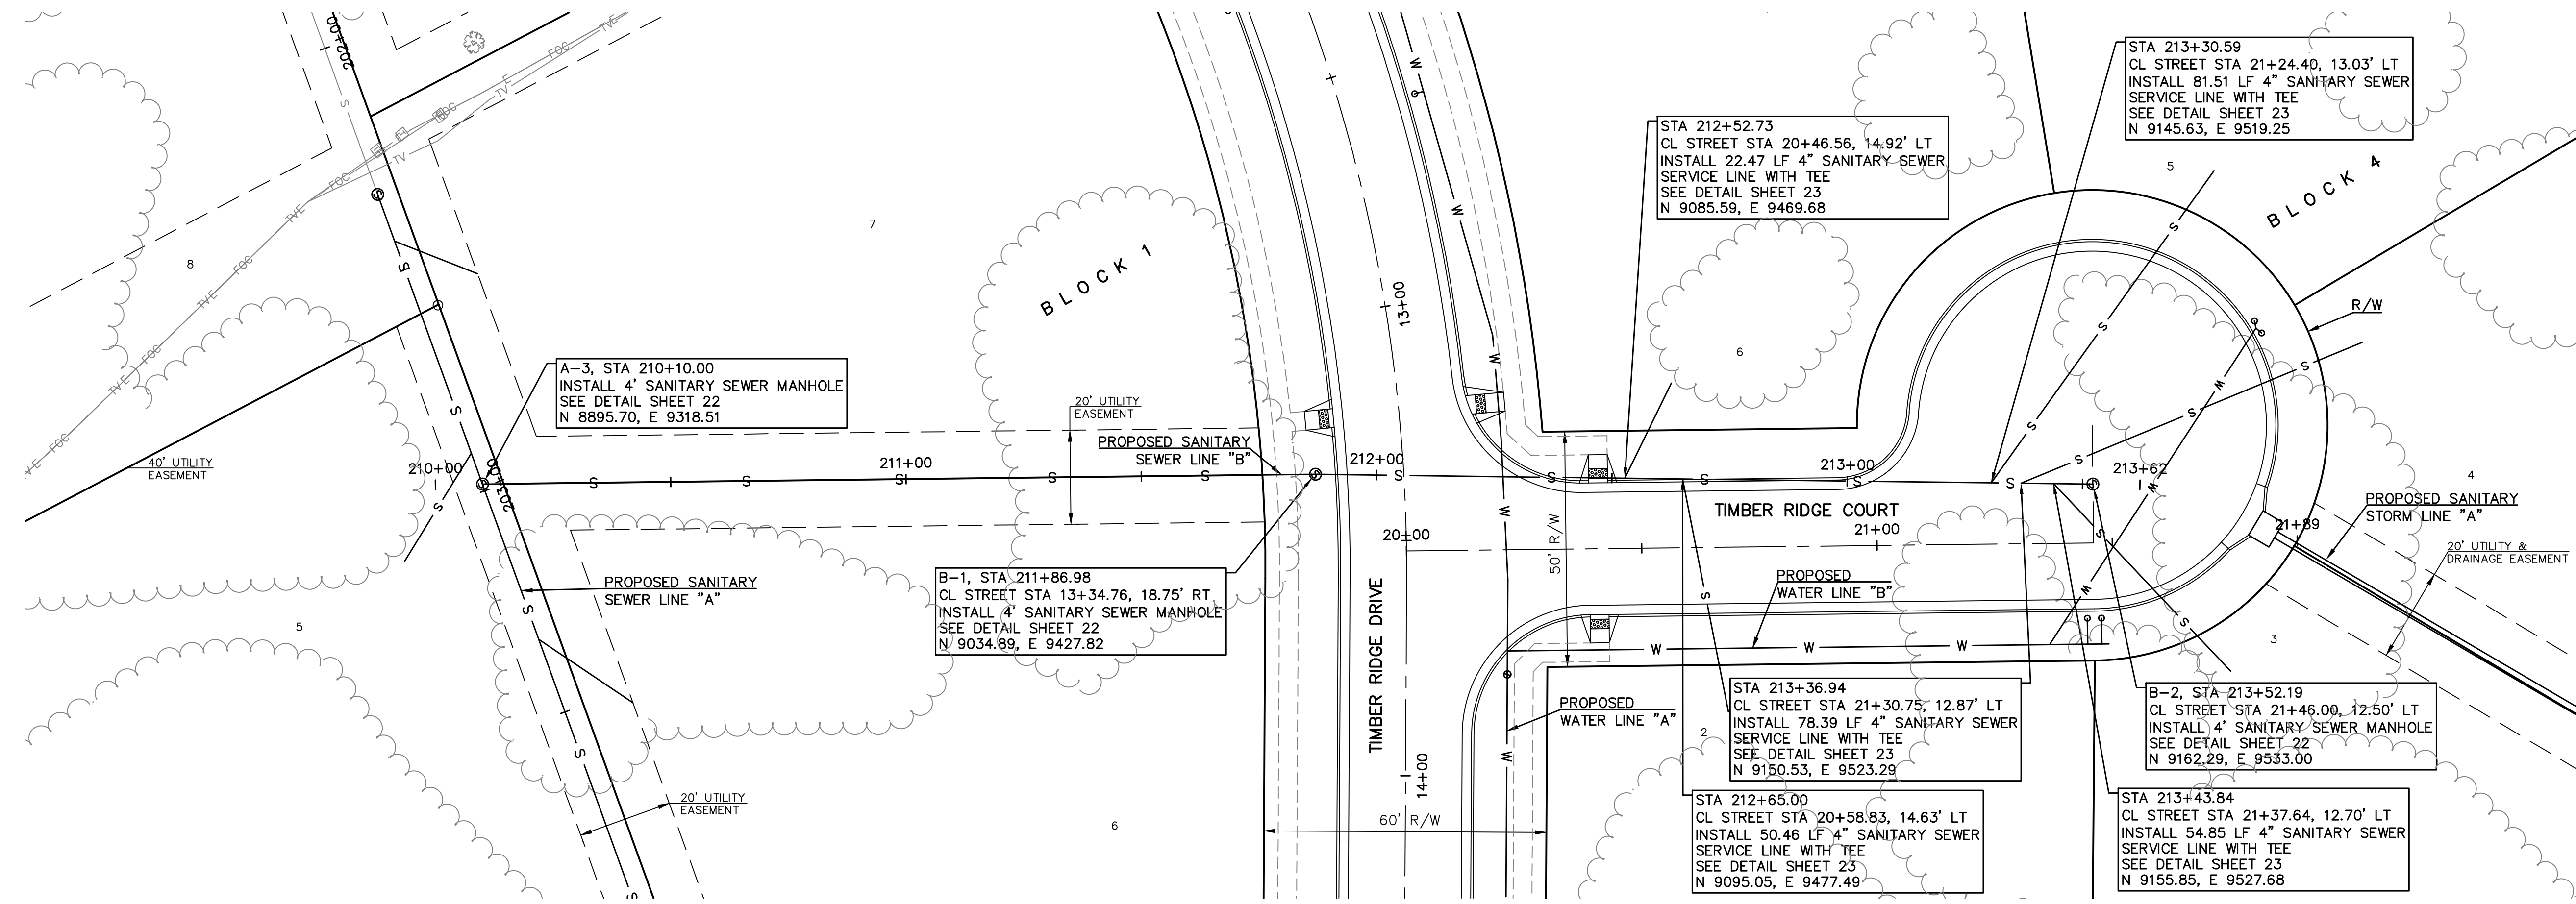 202+00
S
TVE
FOC
TVE
FOC
TV
TV
FOC
TVE
FOC
TVE
FOC
TVE
FOC
TVE
8
7
BLOCK 1
A-3, STA 210+10.00
INSTALL 4' SANITARY SEWER MANHOLE
SEE DETAIL SHEET 22
N 8895.70, E 9318.51
40' UTILITY
EASEMENT
210+00
203+00
211+00
20' UTILITY
EASEMENT
PROPOSED SANITARY
SEWER LINE "B"
212+00
13+00
PROPOSED SANITARY
SEWER LINE "A"
5
B-1, STA 211+86.98
CL STREET STA 13+34.76, 18.75' RT
INSTALL 4' SANITARY SEWER MANHOLE
SEE DETAIL SHEET 22
N 9034.89, E 9427.82
20' UTILITY
EASEMENT
6
60' R/W
TIMBER RIDGE DRIVE
14+00
20+00
50' R/W
STA 212+52.73
CL STREET STA 20+46.56, 14.92' LT
INSTALL 22.47 LF 4" SANITARY SEWER
SERVICE LINE WITH TEE
SEE DETAIL SHEET 23
N 9085.59, E 9469.68
6
STA 213+30.59
CL STREET STA 21+24.40, 13.03' LT
INSTALL 81.51 LF 4" SANITARY SEWER
SERVICE LINE WITH TEE
SEE DETAIL SHEET 23
N 9145.63, E 9519.25
5
BLOCK 4
R/W
213+00
213+62
TIMBER RIDGE COURT
21+00
21+89
4
PROPOSED SANITARY
STORM LINE "A"
20' UTILITY &
DRAINAGE EASEMENT
PROPOSED
WATER LINE "B"
3
PROPOSED
WATER LINE "A"
2
STA 213+36.94
CL STREET STA 21+30.75, 12.87' LT
INSTALL 78.39 LF 4" SANITARY SEWER
SERVICE LINE WITH TEE
SEE DETAIL SHEET 23
N 9150.53, E 9523.29
B-2, STA 213+52.19
CL STREET STA 21+46.00, 12.50' LT
INSTALL 4' SANITARY SEWER MANHOLE
SEE DETAIL SHEET 22
N 9162.29, E 9533.00
STA 212+65.00
CL STREET STA 20+58.83, 14.63' LT
INSTALL 50.46 LF 4" SANITARY SEWER
SERVICE LINE WITH TEE
SEE DETAIL SHEET 23
N 9095.05, E 9477.49
STA 213+43.84
CL STREET STA 21+37.64, 12.70' LT
INSTALL 54.85 LF 4" SANITARY SEWER
SERVICE LINE WITH TEE
SEE DETAIL SHEET 23
N 9155.85, E 9527.68